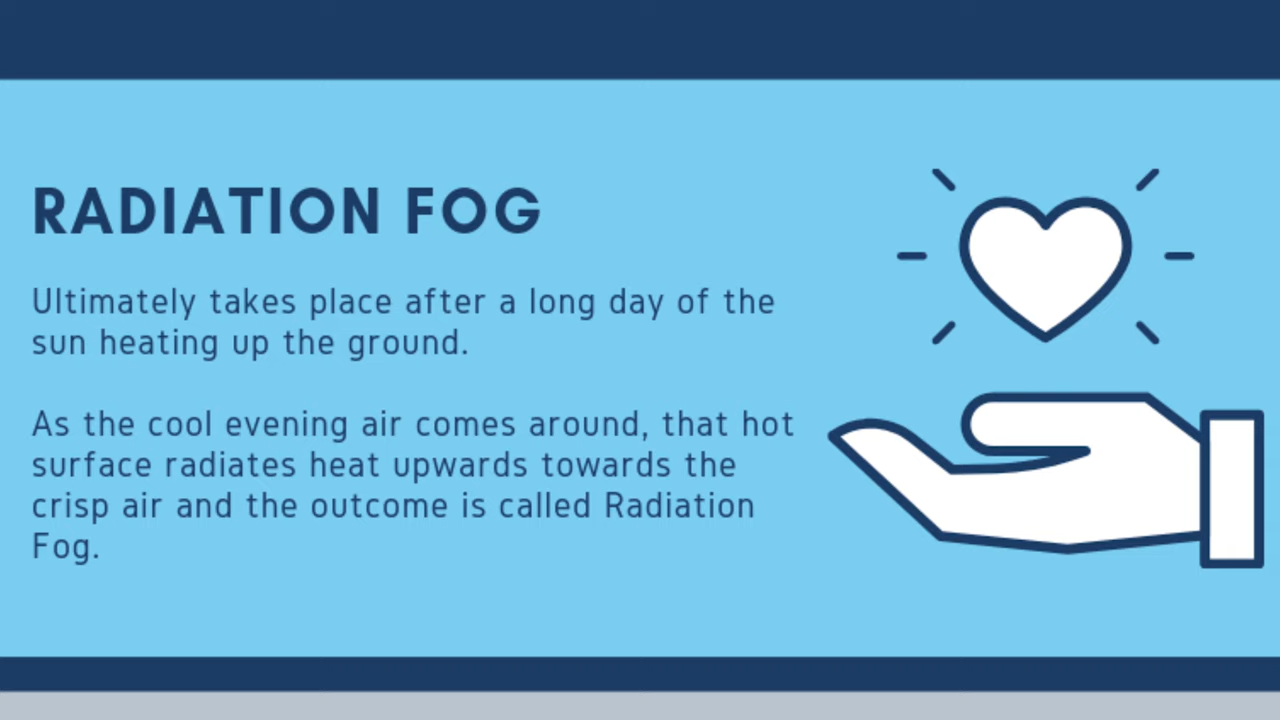 RADIATION FOG
Ultimately takes place after a long day of the
sun heating up the ground.
As the cool evening air comes around, that hot
surface radiates heat upwards towards the
crisp air and the outcome is called Radiation
Fog.